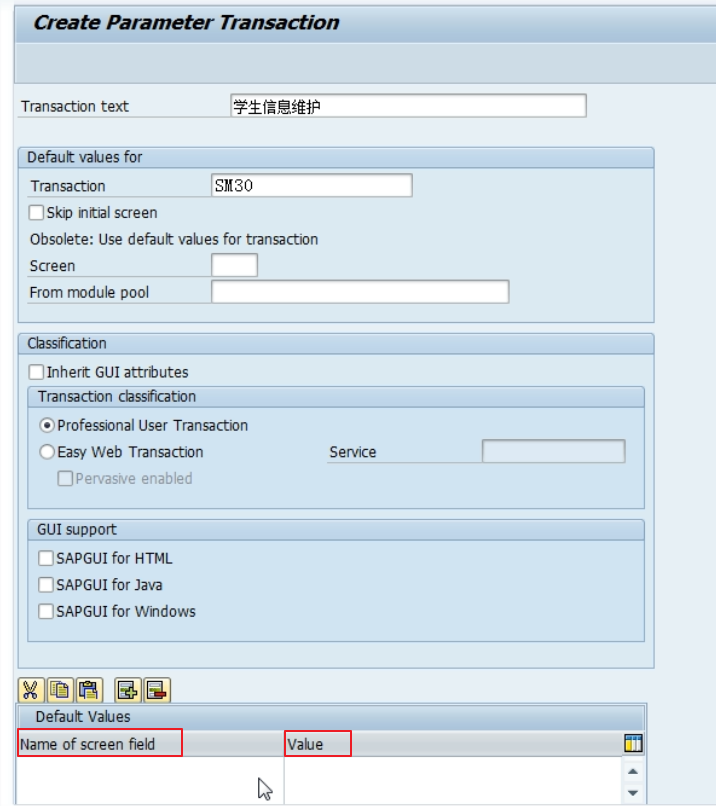 Create Parameter Transaction
Transaction text 学生信息维护
Default values for
Transaction SM30
Skip initial screen
Obsolete: Use default values for transaction
Screen
From module pool
Classification
Inherit GUI attributes
Transaction classification
Professional User Transaction
Easy Web Transaction Service
Pervasive enabled
GUI support
SAPGUI for HTML
SAPGUI for Java
SAPGUI for Windows
Default Values
Name of screen field Value